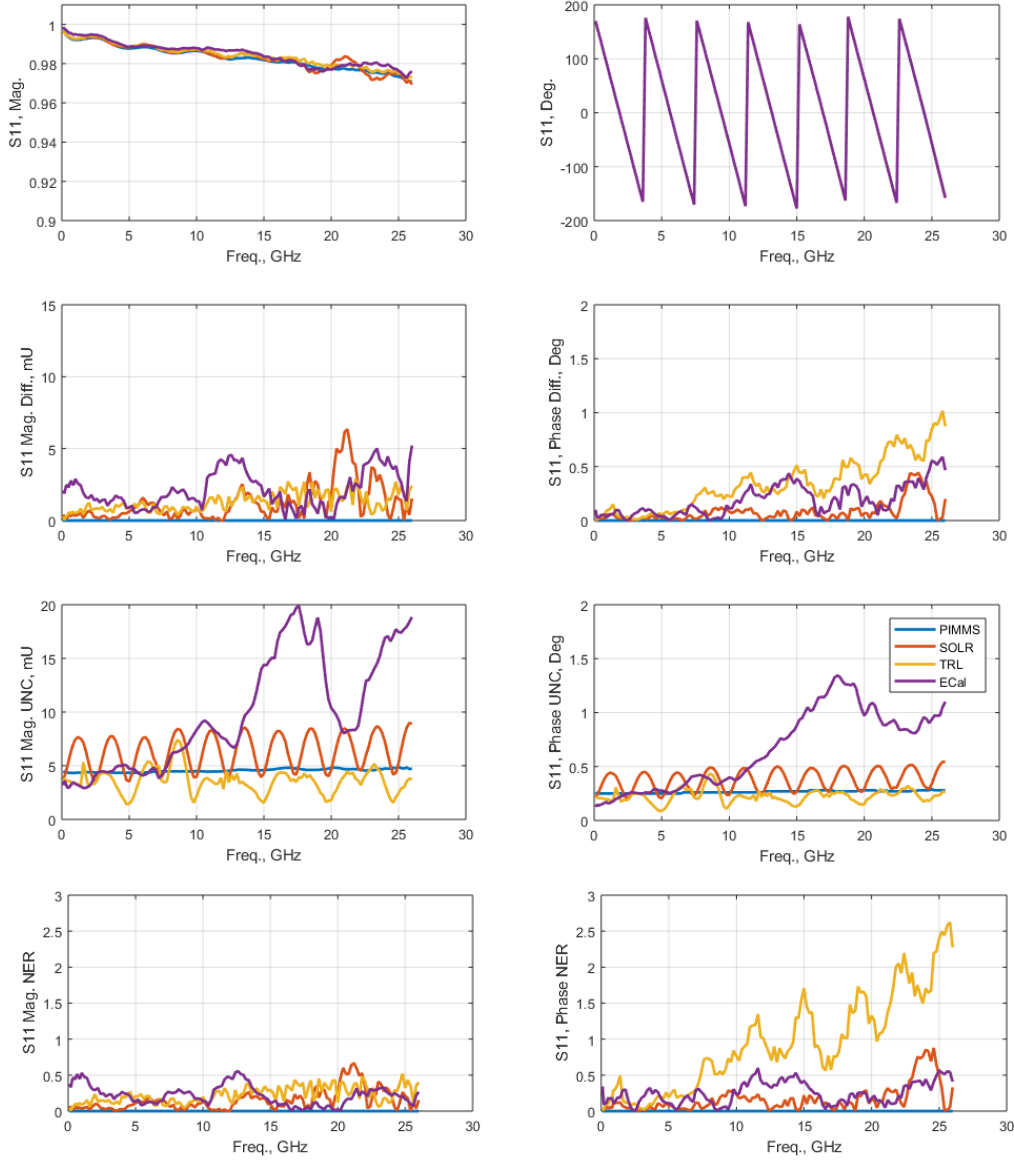 1
0.98
0.96
0.94
0.92
0.9
S11, Mag.
0 5 10 15 20 25 30
Freq., GHz
200
100
0
-100
-200
S11, Deg.
0 5 10 15 20 25 30
Freq., GHz
15
10
5
0
S11 Mag. Diff., mU
0 5 10 15 20 25 30
Freq., GHz
2
1.5
1
0.5
0
S11, Phase Diff., Deg
0 5 10 15 20 25 30
Freq., GHz
20
15
10
5
0
S11 Mag. UNC, mU
0 5 10 15 20 25 30
Freq., GHz
2
1.5
1
0.5
0
S11, Phase UNC, Deg
PIMMS
SOLR
TRL
ECal
0 5 10 15 20 25 30
Freq., GHz
3
2.5
2
1.5
1
0.5
0
S11 Mag. NER
0 5 10 15 20 25 30
Freq., GHz
3
2.5
2
1.5
1
0.5
0
S11, Phase NER
0 5 10 15 20 25 30
Freq., GHz